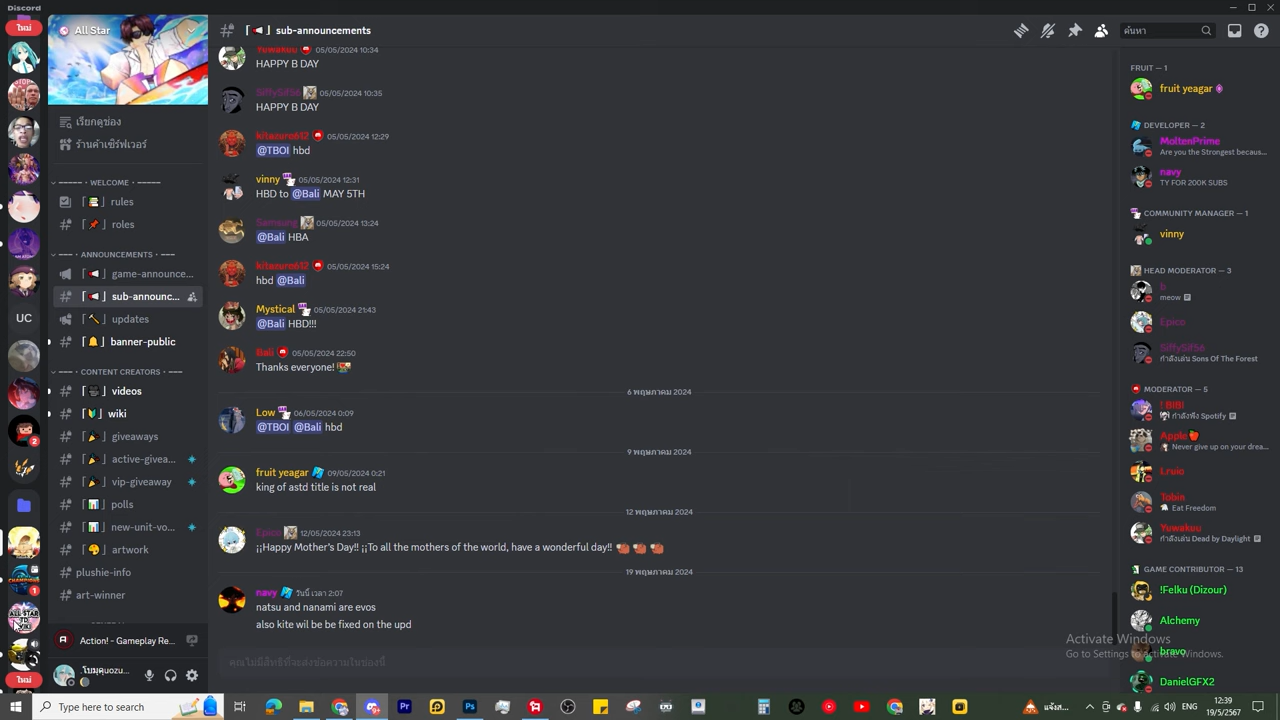 Discord
ใหม่
All Star
เรียกดูช่อง
ร้านค้าเซิร์ฟเวอร์
----- · WELCOME · -----
rules
roles
--- · ANNOUNCEMENTS · ---
game-announce...
sub-announc...
updates
banner-public
CONTENT CREATORS · ---
videos
wiki
giveaways
active-givea...
vip-giveaway
polls
new-unit-vo...
artwork
plushie-info
art-winner
UC
2
1
ใหม่
Action! - Gameplay Re...
sub-announcements
ค้นหา
Yuwakuu 05/05/2024 10:34
HAPPY B DAY
SiffySif56 05/05/2024 10:35
HAPPY B DAY
kitazuro612 05/05/2024 12:29
@TBOI hbd
vinny 05/05/2024 12:31
HBD to @Bali MAY 5TH
Samsung 05/05/2024 13:24
@Bali HBA
kitazuro612 05/05/2024 15:24
hbd @Bali
Mystical 05/05/2024 21:43
@Bali HBD!!!
Bali 05/05/2024 22:50
Thanks everyone!
6 พฤษภาคม 2024
Low 06/05/2024 0:09
@TBOI @Bali hbd
9 พฤษภาคม 2024
fruit yeagar 09/05/2024 0:21
king of astd title is not real
12 พฤษภาคม 2024
Epico 12/05/2024 23:13
¡¡Happy Mother's Day!! ¡¡To all the mothers of the world, have a wonderful day!!
19 พฤษภาคม 2024
navy วันนี้ เวลา 2:07
natsu and nanami are evos
also kite wil be be fixed on the upd
คุณไม่มีสิทธิ์ที่จะส่งข้อความในช่องนี้
FRUIT — 1
fruit yeagar
DEVELOPER — 2
MoltenPrime
Are you the Strongest becaus...
navy
TY FOR 200K SUBS
COMMUNITY MANAGER — 1
vinny
HEAD MODERATOR — 3
b
meow
Epico
SiffySif56
กำลังเล่น Sons Of The Forest
MODERATOR — 5
! BIBI
กำลังฟัง Spotify
Apple
Never give up on your drea...
Lruio
Tobin
Eat Freedom
Yuwakuu
กำลังเล่น Dead by Daylight
GAME CONTRIBUTOR — 13
!Felku (Dizour)
Alchemy
bravo
DanielGFX2
Activate Windows
Go to Settings to activate Windows.
Type here to search
ENG
12:39
19/5/2567